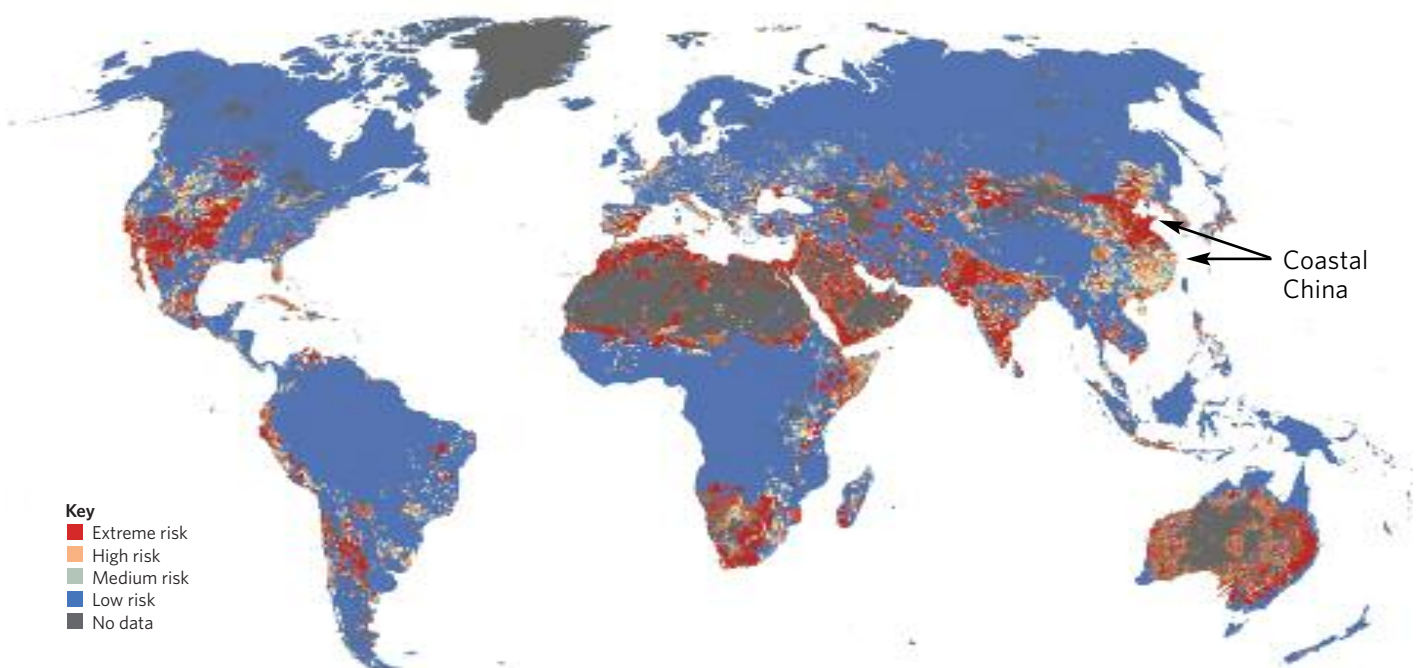 Coastal
China
Key
Extreme risk
High risk
Medium risk
Low risk
No data